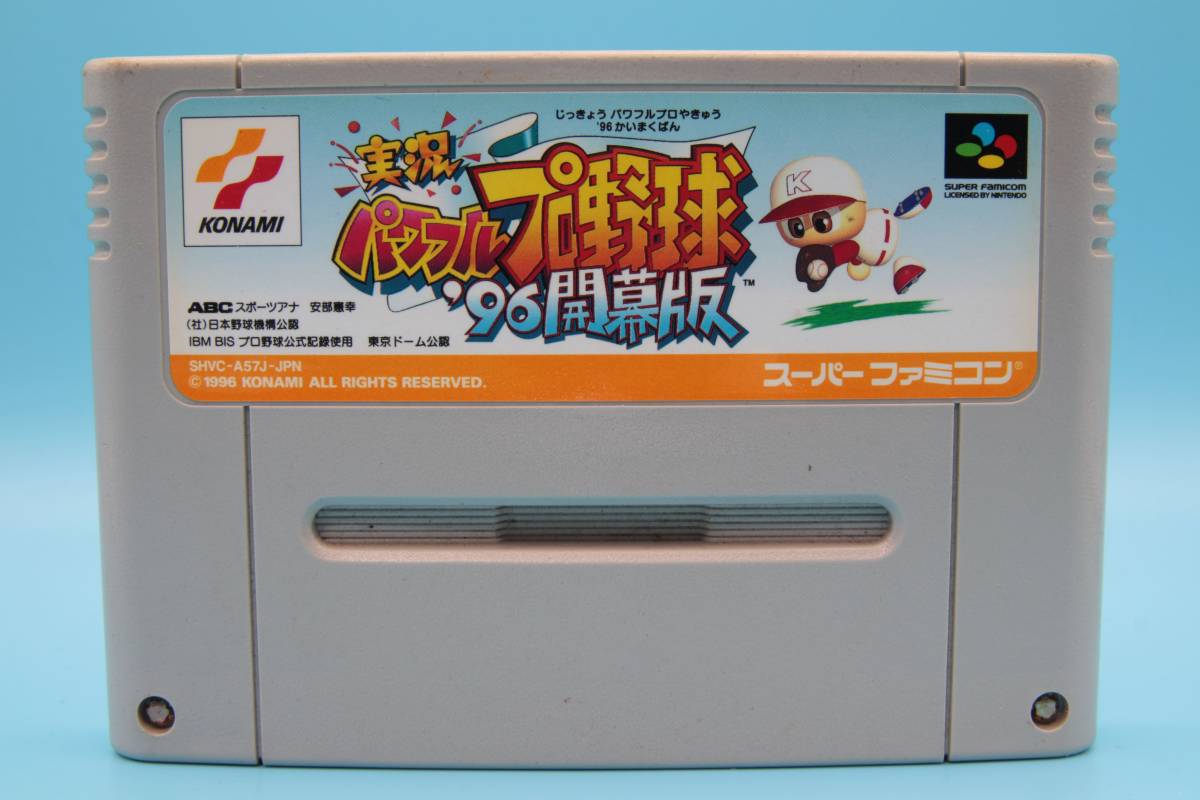 KONAMI
じっきょう パワフルプロやきゅう
'96 かいまくばん
実況
パワフル
プロ野球
'96開幕版™
K
SUPER FAMICOM
LICENSED BY NINTENDO
ABC スポーツアナ 安部憲幸
(社)日本野球機構公認
IBM BIS プロ野球公式記録使用 東京ドーム公認
SHVC-A57J-JPN
©1996 KONAMI ALL RIGHTS RESERVED.
スーパーファミコン®